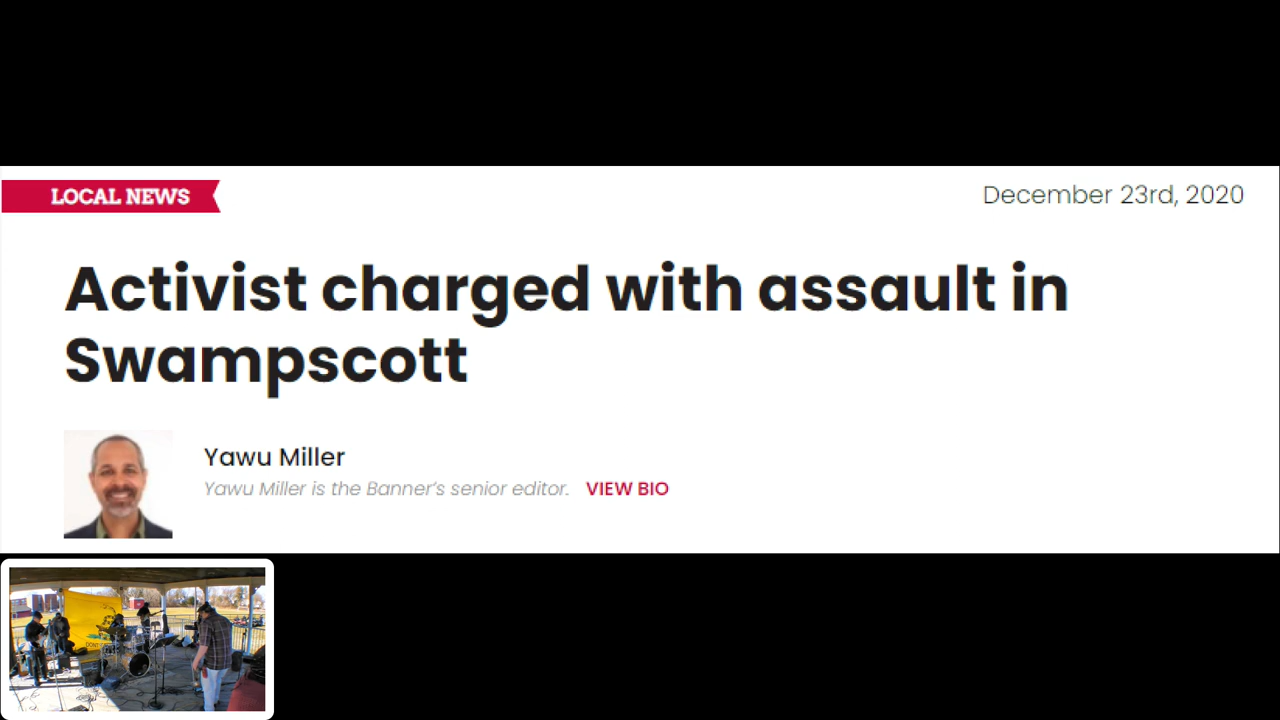 LOCAL NEWS
December 23rd, 2020
Activist charged with assault in
Swampscott
Yawu Miller
Yawu Miller is the Banner's senior editor. VIEW BIO
DONT